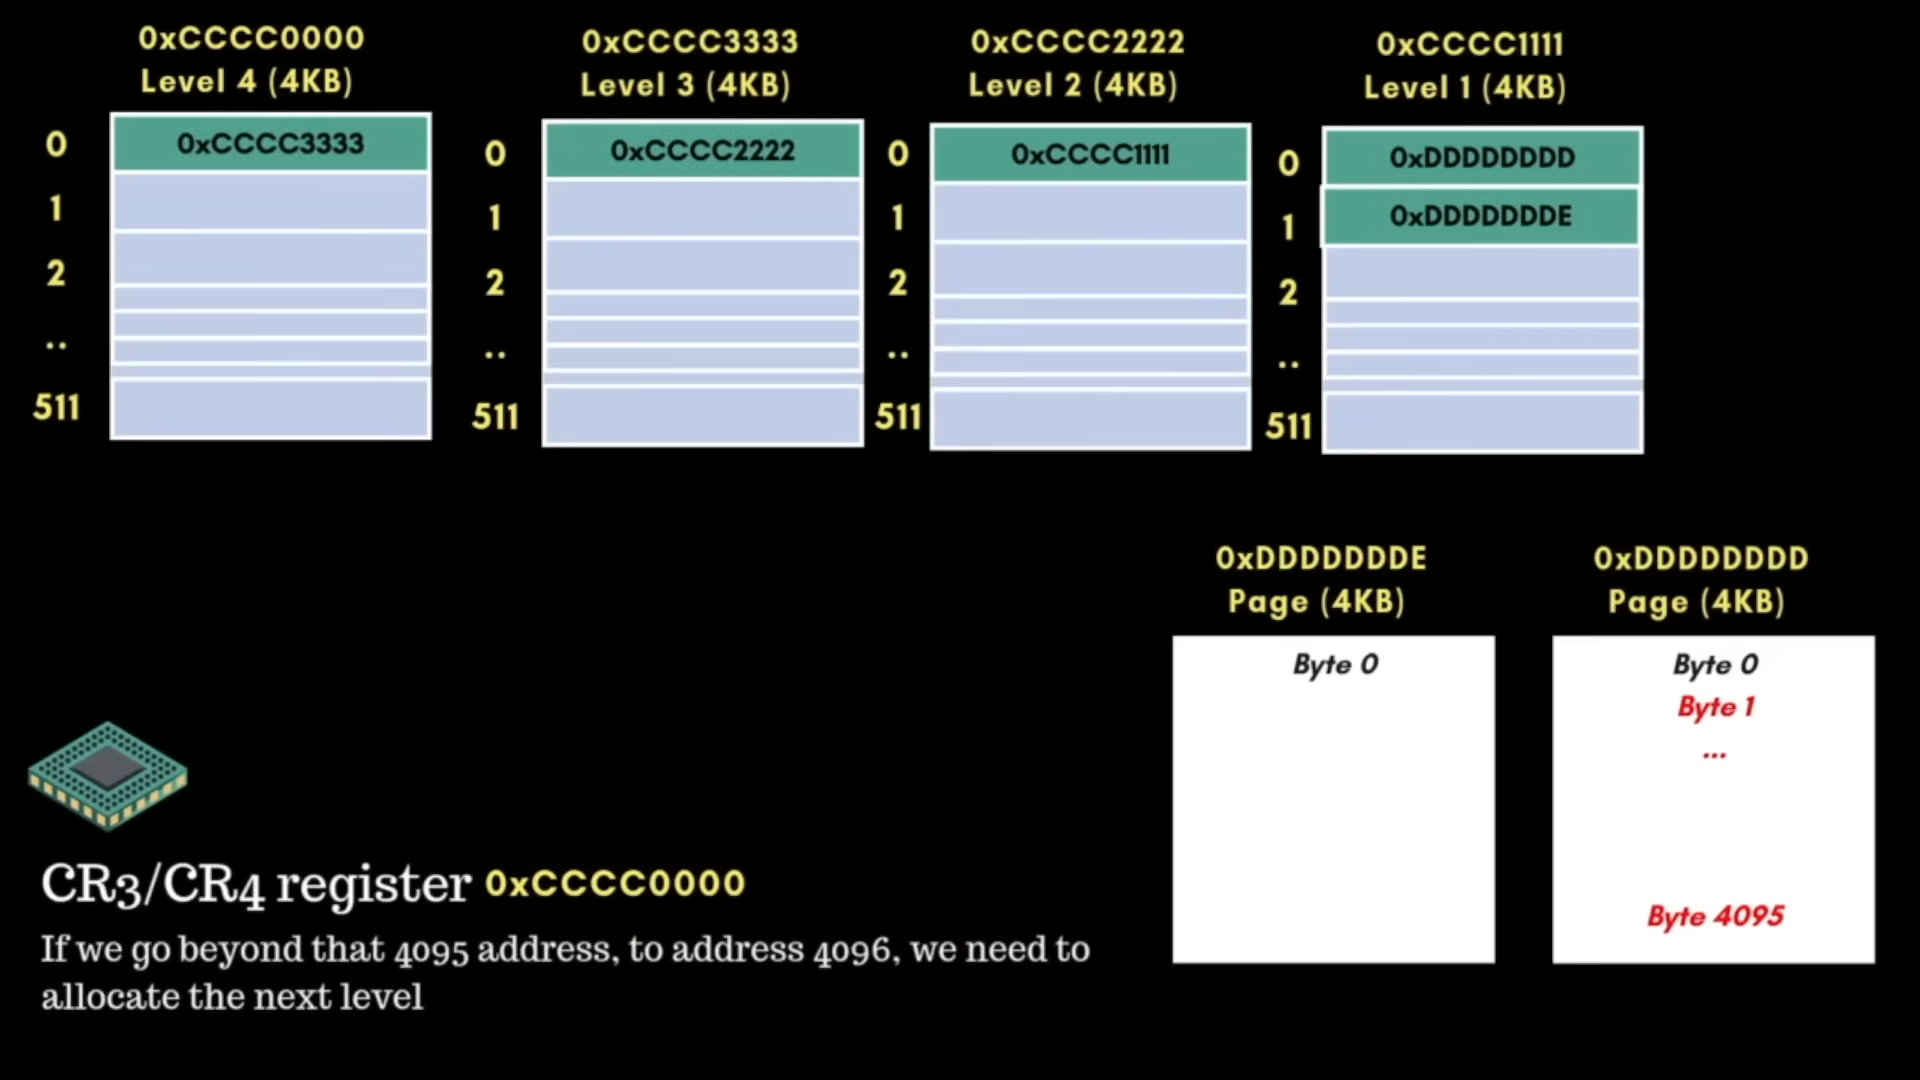 0xCCCC0000
Level 4 (4KB)
0
0xCCCC3333
1
2
..
511
0xCCCC3333
Level 3 (4KB)
0
0xCCCC2222
1
2
..
511
0xCCCC2222
Level 2 (4KB)
0
0xCCCC1111
1
2
..
511
0xCCCC1111
Level 1 (4KB)
0
0xDDDDDDDD
1
0xDDDDDDDE
2
..
511
0xDDDDDDDE
Page (4KB)
Byte 0
0xDDDDDDDD
Page (4KB)
Byte 0
Byte 1
...
Byte 4095
CR3/CR4 register 0xCCCC0000
If we go beyond that 4095 address, to address 4096, we need to
allocate the next level